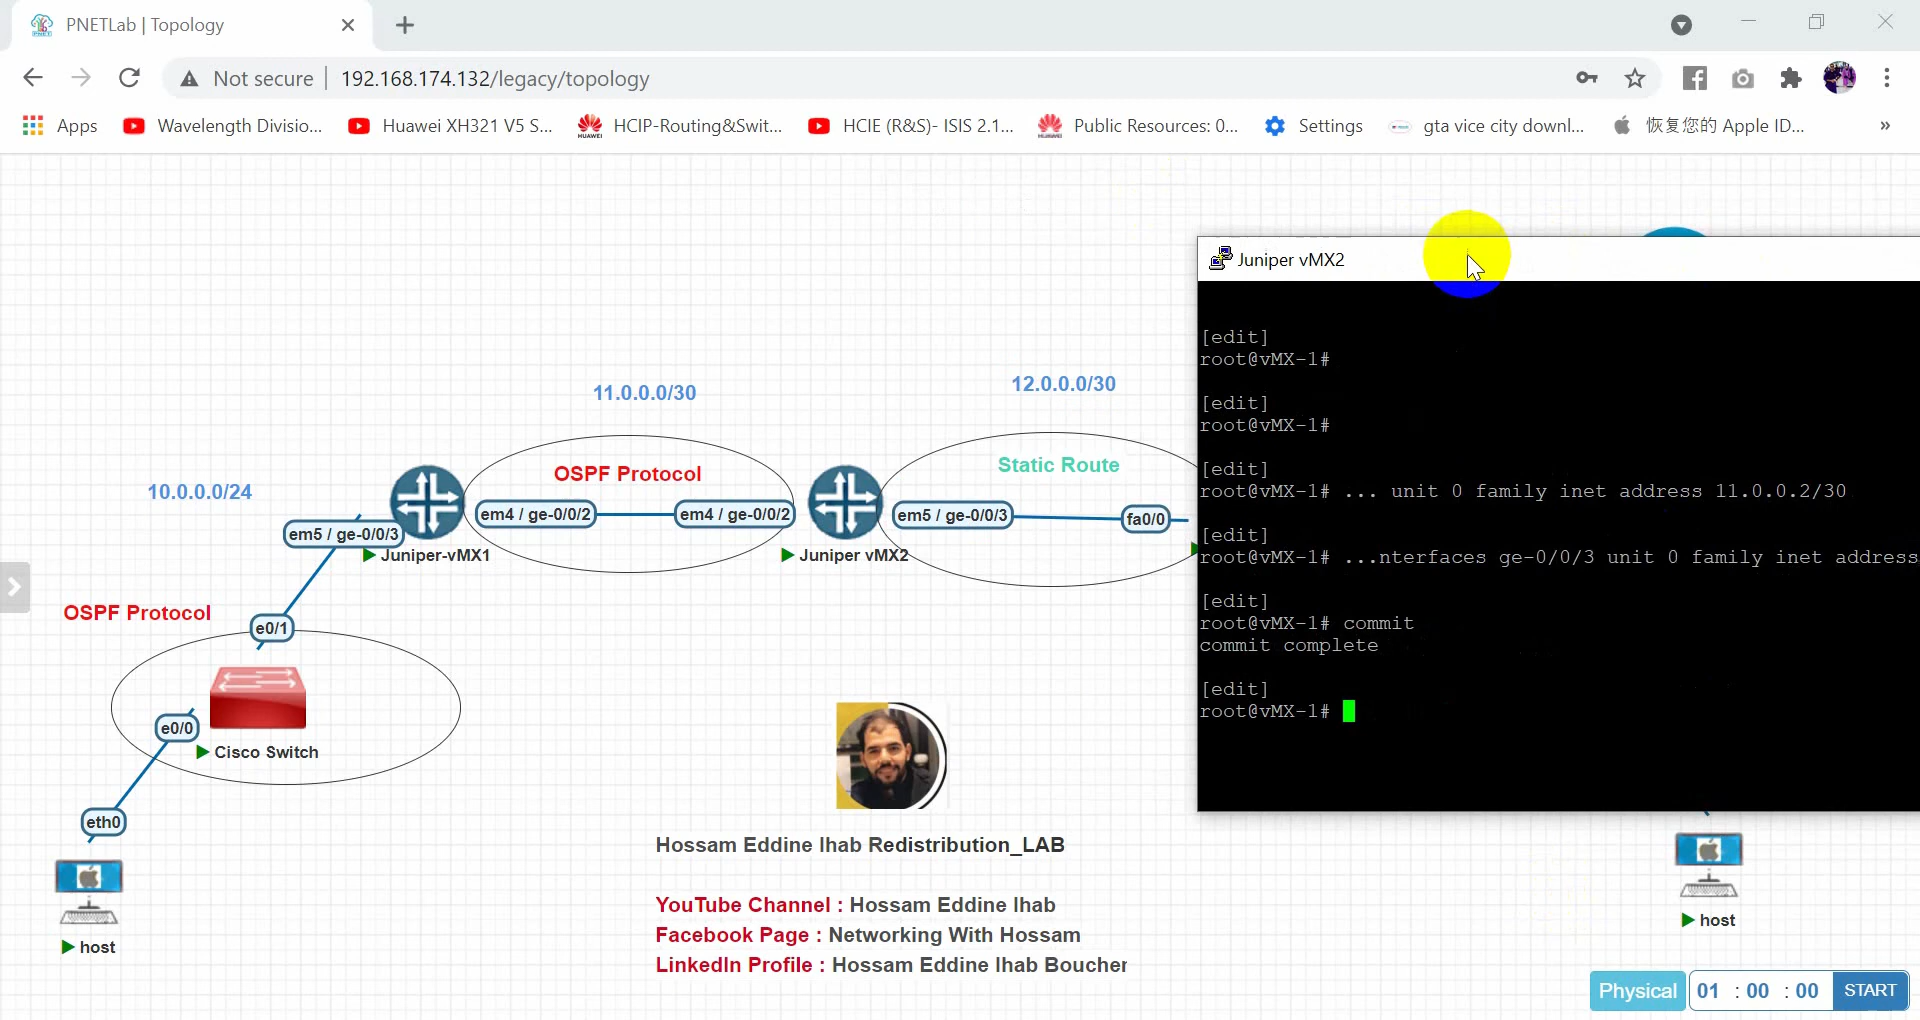 PNETLab | Topology
Not secure
192.168.174.132/legacy/topology
Apps
Wavelength Divisio...
Huawei XH321 V5 S...
HUAWEI
HCIP-Routing&Swit...
HCIE (R&S)- ISIS 2.1...
Public Resources: 0...
Settings
gta vice city downl...
恢复您的 Apple ID...
»
Juniper vMX2
[edit]
root@vMX-1#
[edit]
root@vMX-1#
[edit]
root@vMX-1# ... unit 0 family inet address 11.0.0.2/30
[edit]
root@vMX-1# ...nterfaces ge-0/0/3 unit 0 family inet address
[edit]
root@vMX-1# commit
commit complete
[edit]
root@vMX-1#
11.0.0.0/30
12.0.0.0/30
OSPF Protocol
Static Route
10.0.0.0/24
em4 / ge-0/0/2
em4 / ge-0/0/2
em5 / ge-0/0/3
fa0/0
em5 / ge-0/0/3
Juniper-vMX1
Juniper vMX2
OSPF Protocol
e0/1
e0/0
Cisco Switch
eth0
host
Hossam Eddine Ihab Redistribution_LAB
YouTube Channel : Hossam Eddine Ihab
Facebook Page : Networking With Hossam
LinkedIn Profile : Hossam Eddine Ihab Boucher
host
Physical
01 : 00 : 00
START